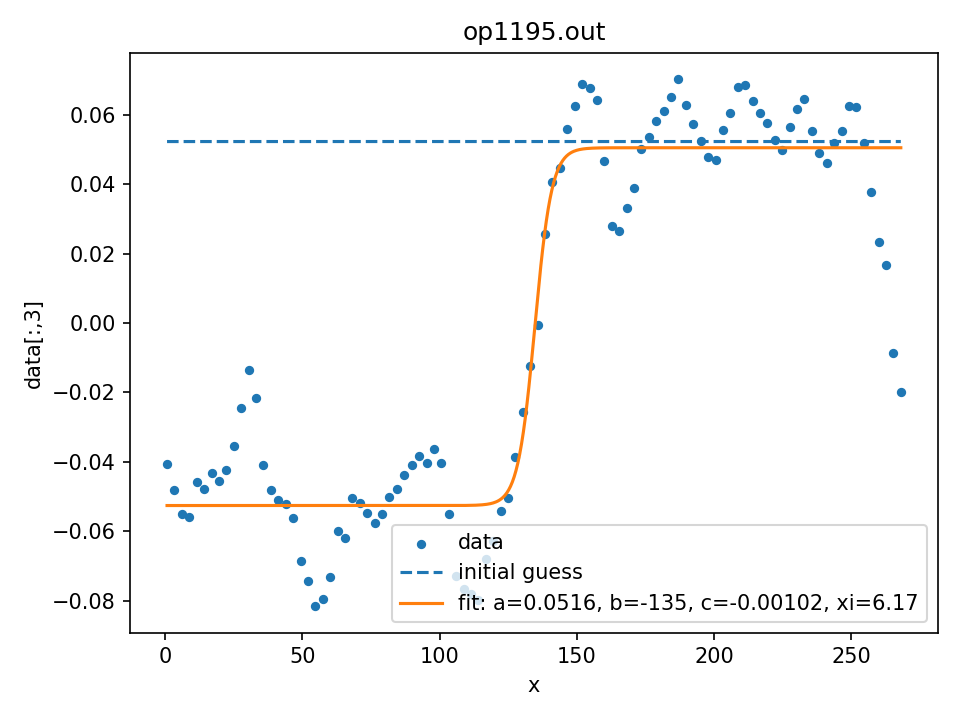 op1195.out
data[:,3]
0.06
0.04
0.02
0.00
−0.02
−0.04
−0.06
−0.08
data
initial guess
fit: a=0.0516, b=-135, c=-0.00102, xi=6.17
0 50 100 150 200 250
x